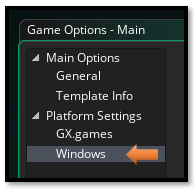 Game Options - Main
Main Options
General
Template Info
Platform Settings
GX.games
Windows